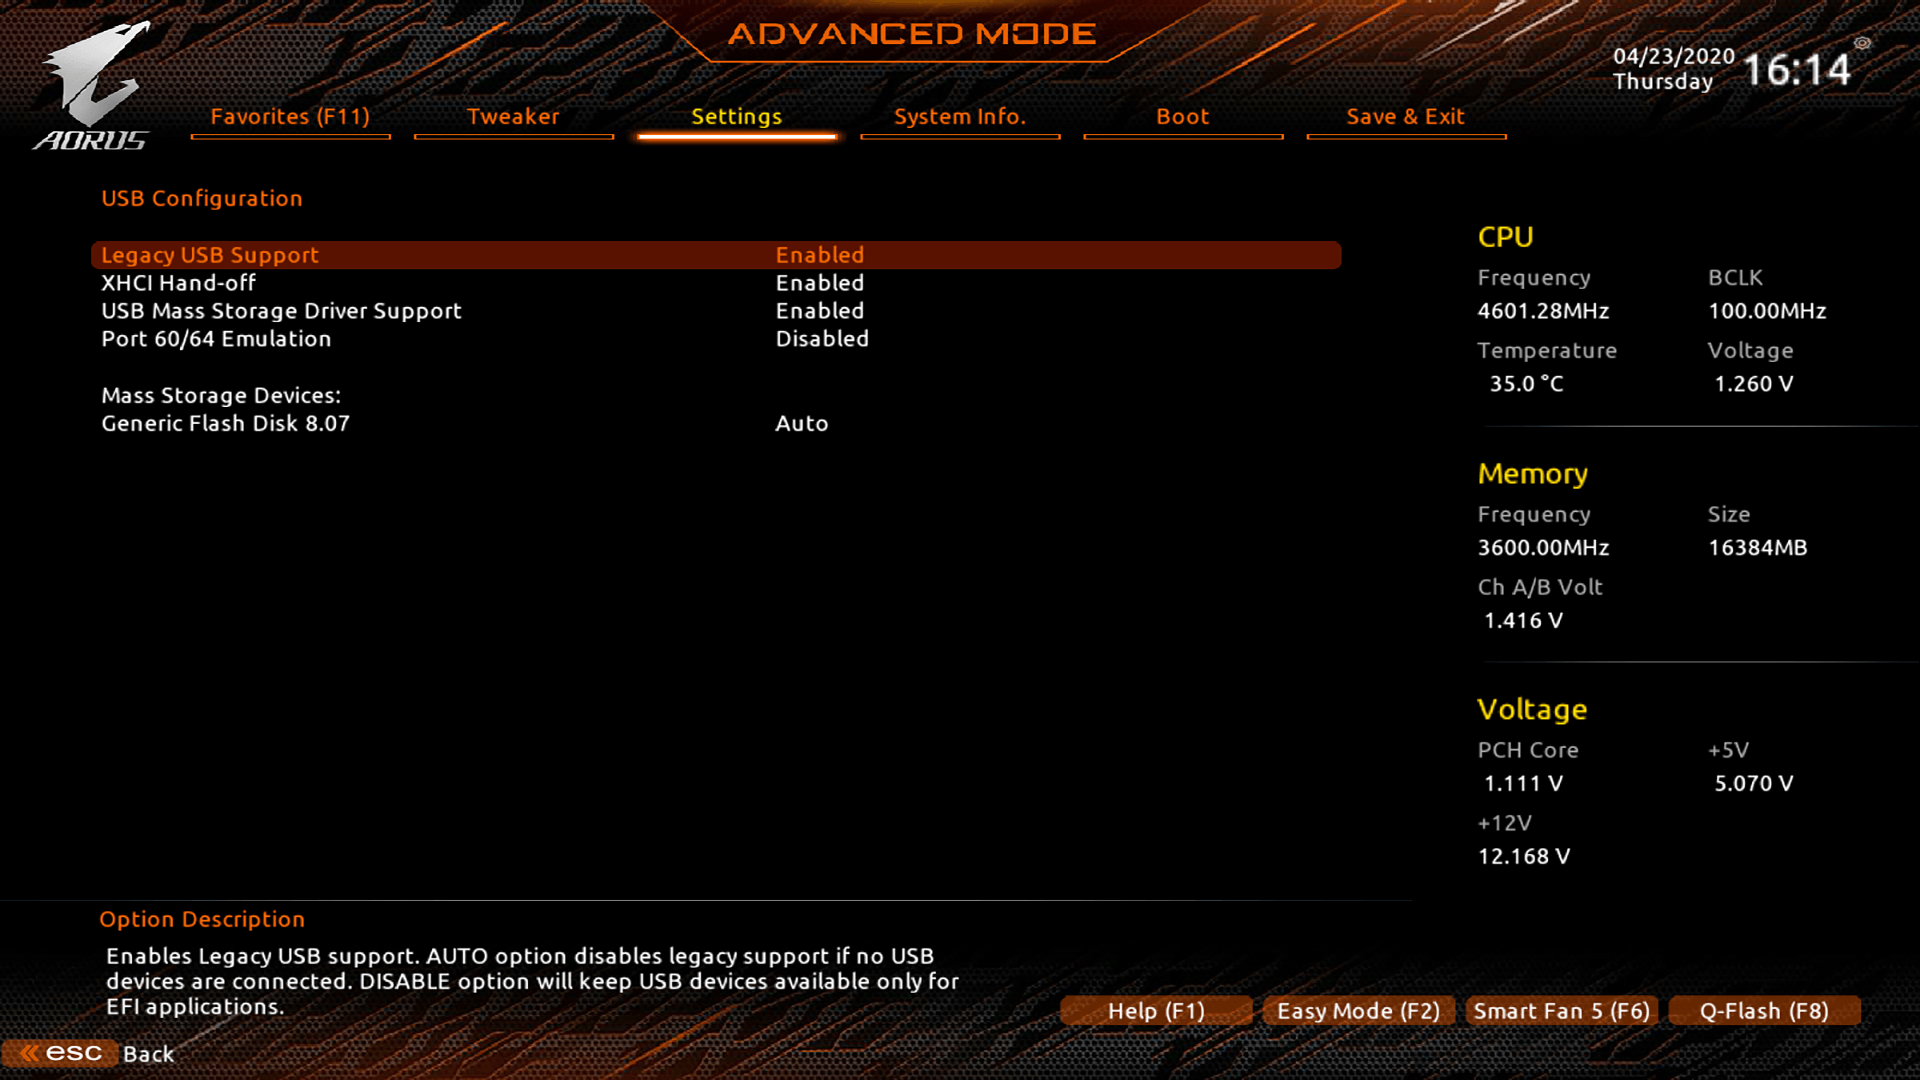 ADVANCED MODE
04/23/2020
Thursday
16:14
AORUS
Favorites (F11)
Tweaker
Settings
System Info.
Boot
Save & Exit
USB Configuration
Legacy USB Support Enabled
XHCI Hand-off Enabled
USB Mass Storage Driver Support Enabled
Port 60/64 Emulation Disabled
Mass Storage Devices:
Generic Flash Disk 8.07 Auto
CPU
Frequency BCLK
4601.28MHz 100.00MHz
Temperature Voltage
35.0 °C 1.260 V
Memory
Frequency Size
3600.00MHz 16384MB
Ch A/B Volt
1.416 V
Voltage
PCH Core +5V
1.111 V 5.070 V
+12V
12.168 V
Option Description
Enables Legacy USB support. AUTO option disables legacy support if no USB
devices are connected. DISABLE option will keep USB devices available only for
EFI applications.
Help (F1)
Easy Mode (F2)
Smart Fan 5 (F6)
Q-Flash (F8)
esc Back